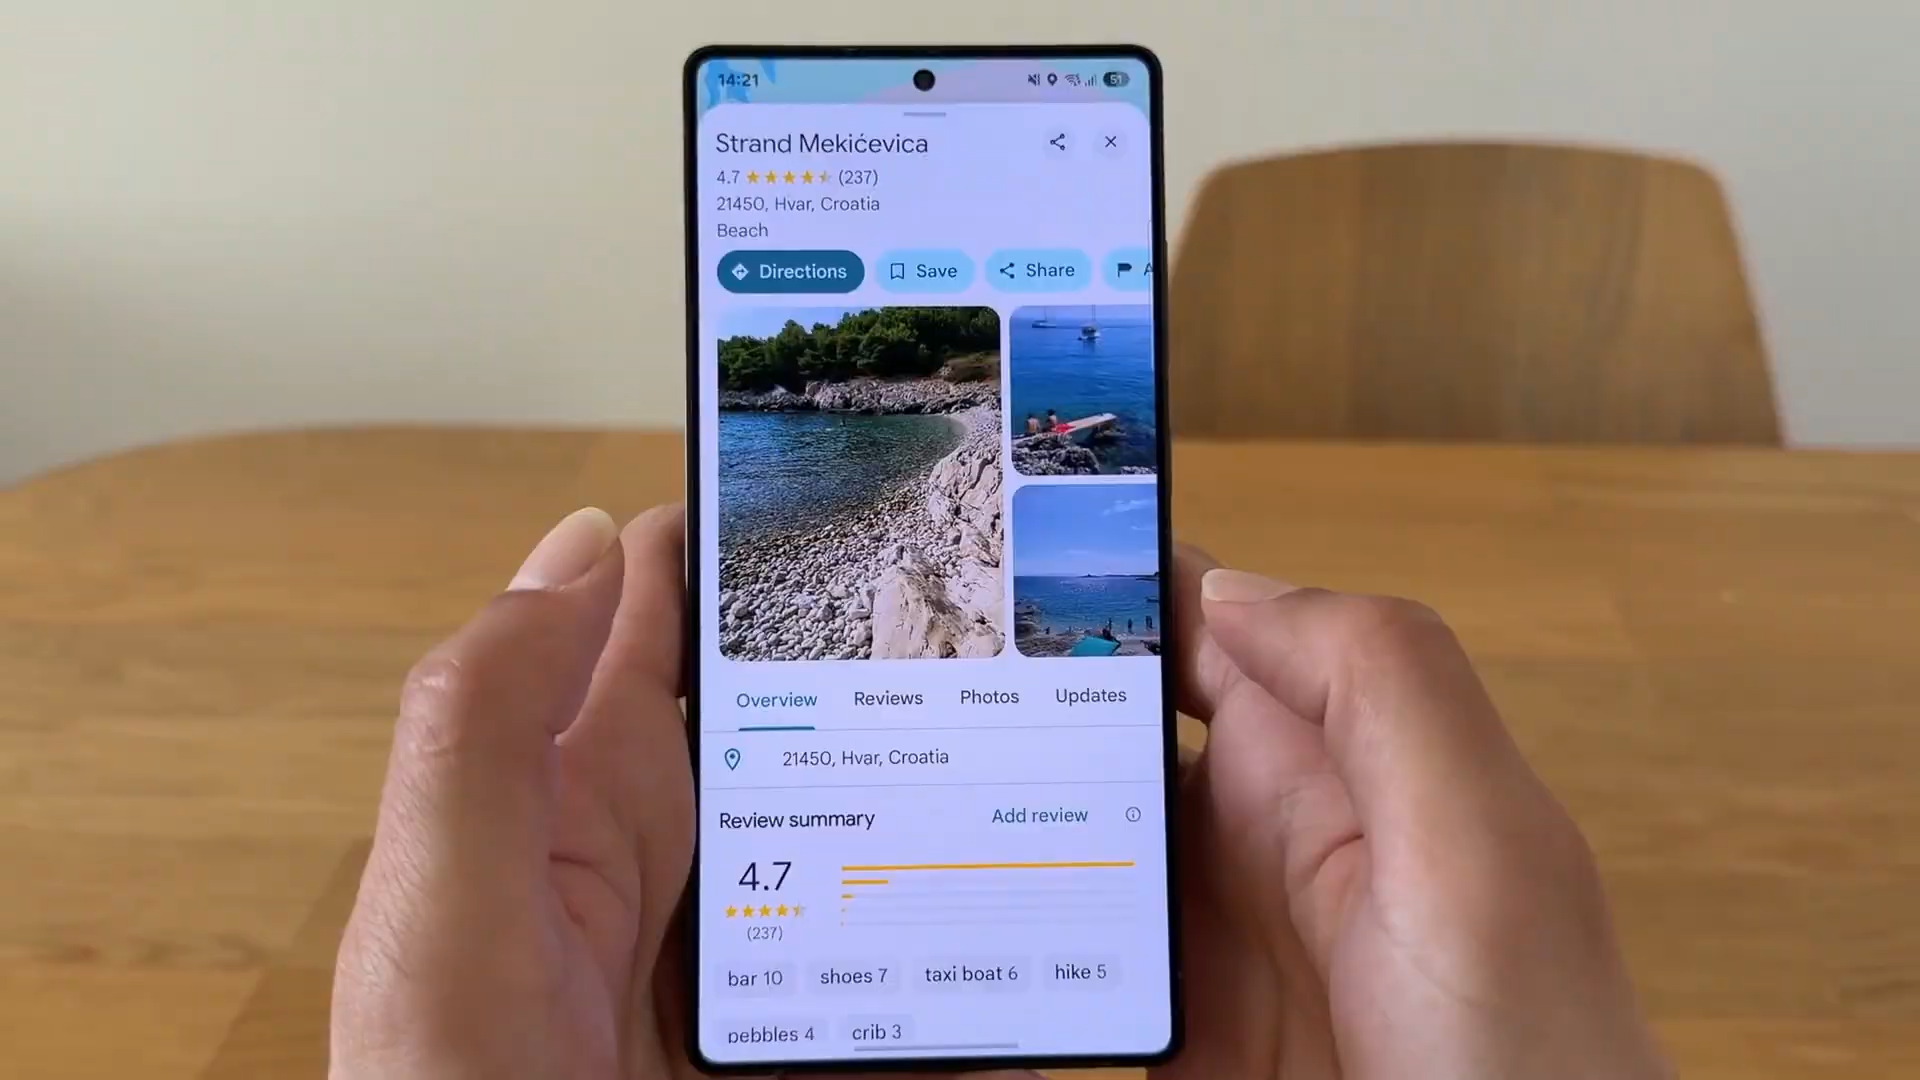 14:21
51
Strand Mekićevica
4.7 (237)
21450, Hvar, Croatia
Beach
Directions Save Share
Overview Reviews Photos Updates
21450, Hvar, Croatia
Review summary Add review
4.7
(237)
bar 10 shoes 7 taxi boat 6 hike 5
pebbles 4 crib 3